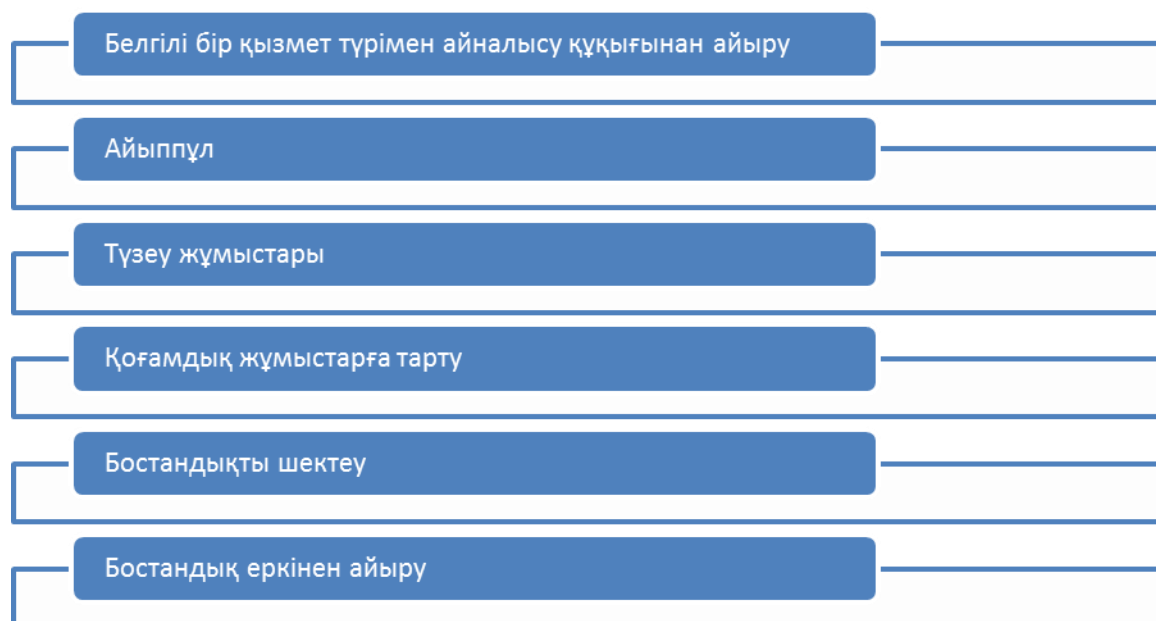 Белгілі бір қызмет түрімен айналысу құқығынан айыру
Айыппұл
Түзеу жұмыстары
Қоғамдық жұмыстарға тарту
Бостандықты шектеу
Бостандық еркінен айыру